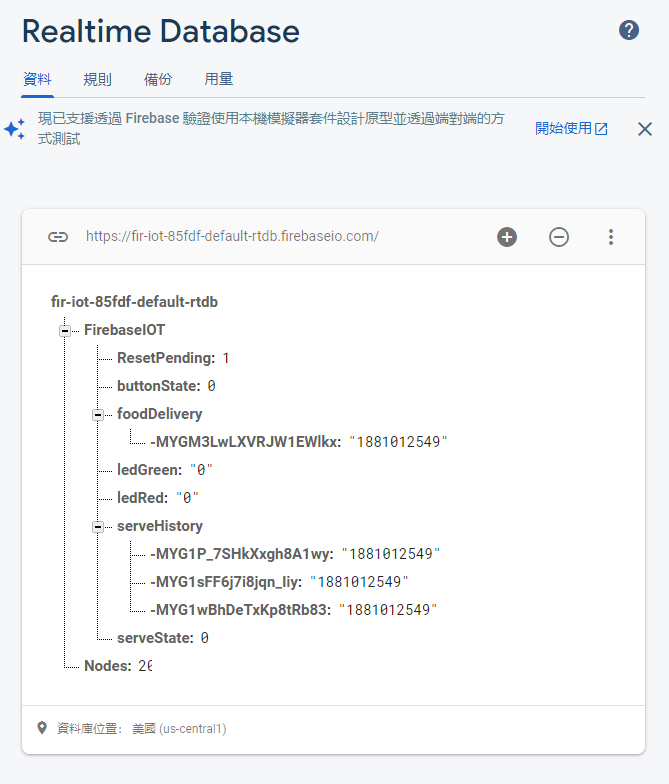 Realtime Database
資料 規則 備份 用量
現已支援透過 Firebase 驗證使用本機模擬器套件設計原型並透過端對端的方
式測試
開始使用
https://fir-iot-85fdf-default-rtdb.firebaseio.com/
fir-iot-85fdf-default-rtdb
FirebaseIOT
ResetPending: 1
buttonState: 0
foodDelivery
-MYGM3LwLXVRJW1EWlkx: "1881012549"
ledGreen: "0"
ledRed: "0"
serveHistory
-MYG1P_7SHkXxgh8A1wy: "1881012549"
-MYG1sFF6j7i8jqn_Iiy: "1881012549"
-MYG1wBhDeTxKp8tRb83: "1881012549"
serveState: 0
Nodes:
資料庫位置： 美國 (us-central1)